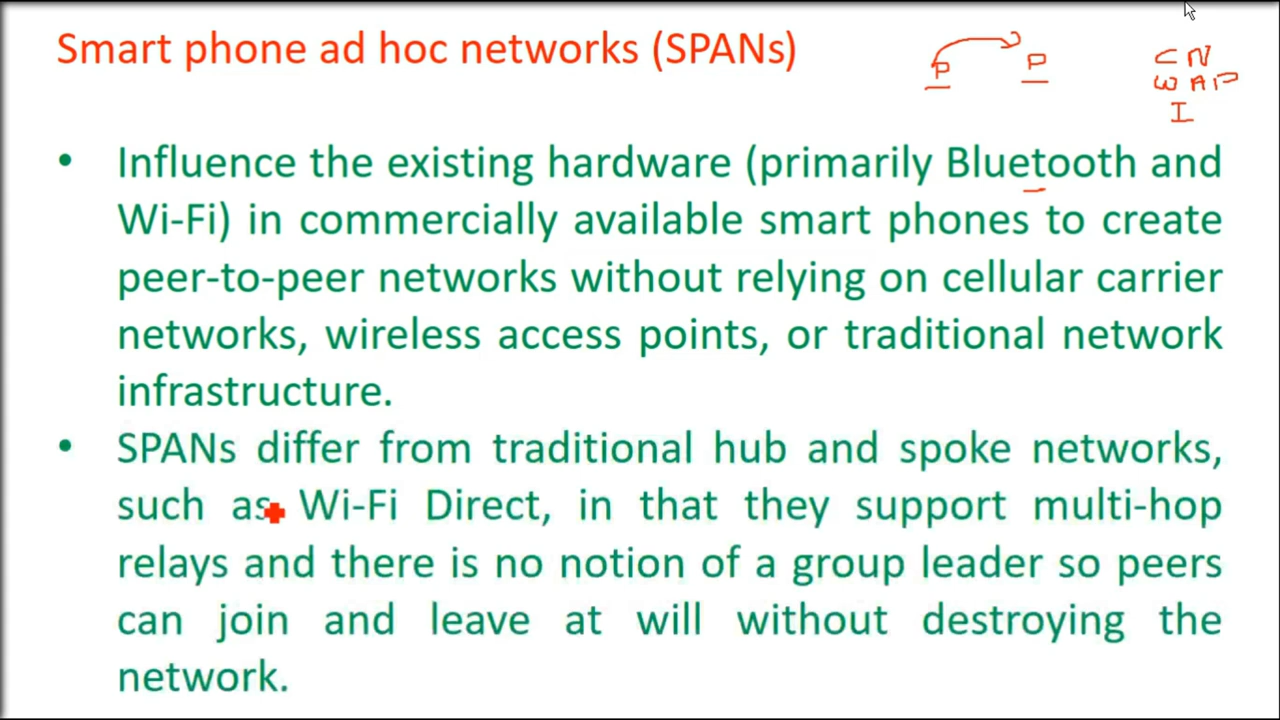 Smart phone ad hoc networks (SPANs)
P P
CN
WAP
I
• Influence the existing hardware (primarily Bluetooth and
Wi-Fi) in commercially available smart phones to create
peer-to-peer networks without relying on cellular carrier
networks, wireless access points, or traditional network
infrastructure.
• SPANs differ from traditional hub and spoke networks,
such as Wi-Fi Direct, in that they support multi-hop
relays and there is no notion of a group leader so peers
can join and leave at will without destroying the
network.